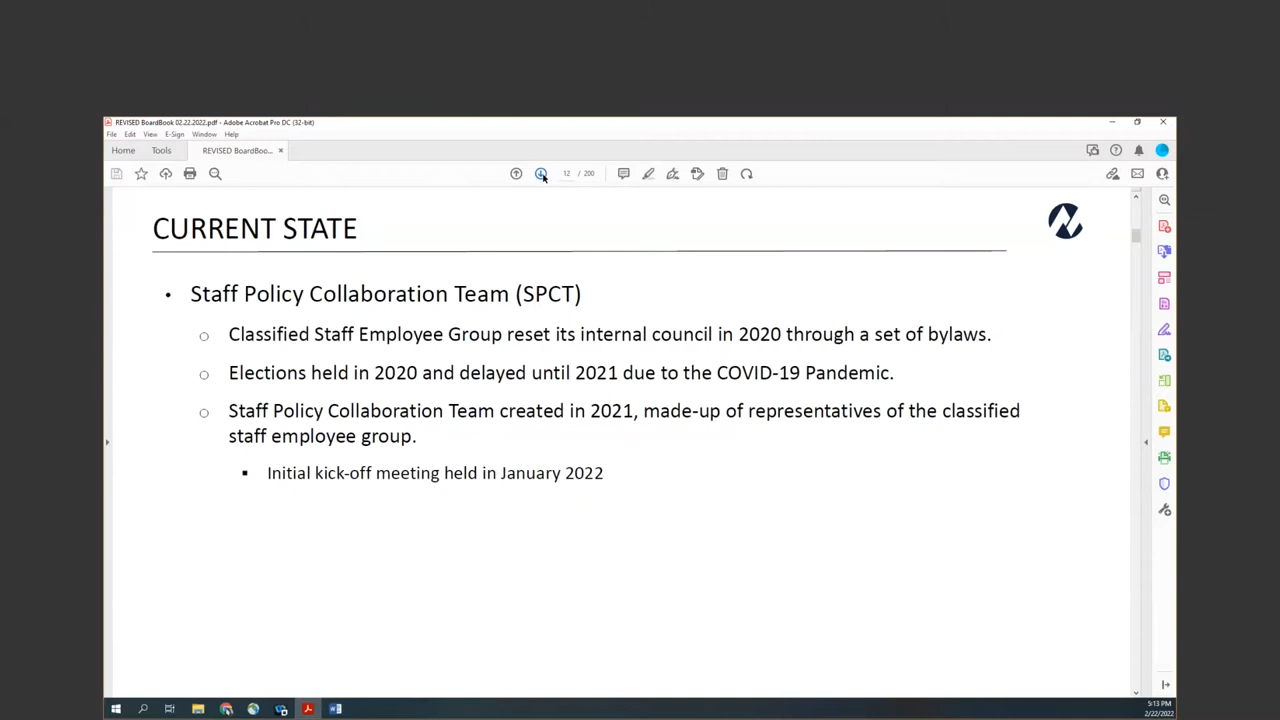 REVISED BoardBook 02.22.2022.pdf - Adobe Acrobat Pro DC (32-bit)
File Edit View E-Sign Window Help
Home Tools REVISED BoardBoo... ×
12 / 200
CURRENT STATE
• Staff Policy Collaboration Team (SPCT)
○ Classified Staff Employee Group reset its internal council in 2020 through a set of bylaws.
○ Elections held in 2020 and delayed until 2021 due to the COVID-19 Pandemic.
○ Staff Policy Collaboration Team created in 2021, made-up of representatives of the classified
staff employee group.
▪ Initial kick-off meeting held in January 2022
5:13 PM
2/22/2022